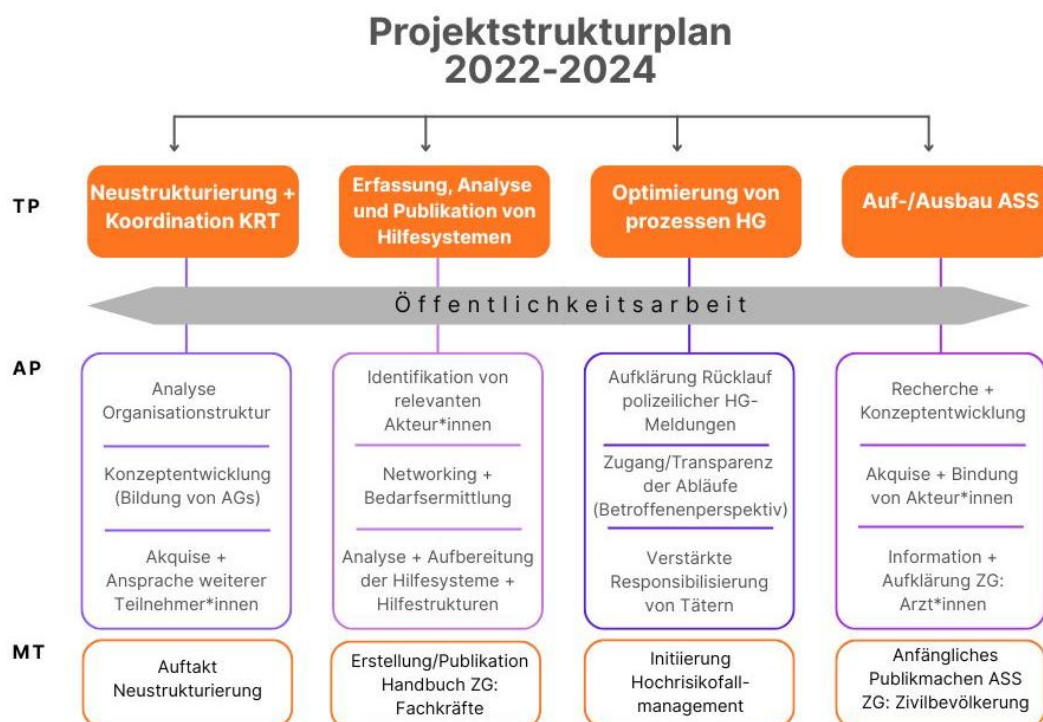 Projektstrukturplan
2022-2024
TP
Neustrukturierung +
Koordination KRT
Erfassung, Analyse
und Publikation von
Hilfesystemen
Optimierung von
prozessen HG
Auf-/Ausbau ASS
Öffentlichkeitsarbeit
AP
Analyse
Organisationstruktur
Konzeptentwicklung
(Bildung von AGs)
Akquise +
Ansprache weiterer
Teilnehmer*innen
Identifikation von
relevanten
Akteur*innen
Networking +
Bedarfsermittlung
Analyse + Aufbereitung
der Hilfesysteme +
Hilfestrukturen
Aufklärung Rücklauf
polizeilicher HG-
Meldungen
Zugang/Transparenz
der Abläufe
(Betroffenenperspektiv)
Verstärkte
Responsibilisierung
von Tätern
Recherche +
Konzeptentwicklung
Akquise + Bindung
von Akteur*innen
Information +
Aufklärung ZG:
Arzt*innen
MT
Auftakt
Neustrukturierung
Erstellung/Publikation
Handbuch ZG:
Fachkräfte
Initiierung
Hochrisikofall-
management
Anfängliches
Publikmachen ASS
ZG: Zivilbevölkerung